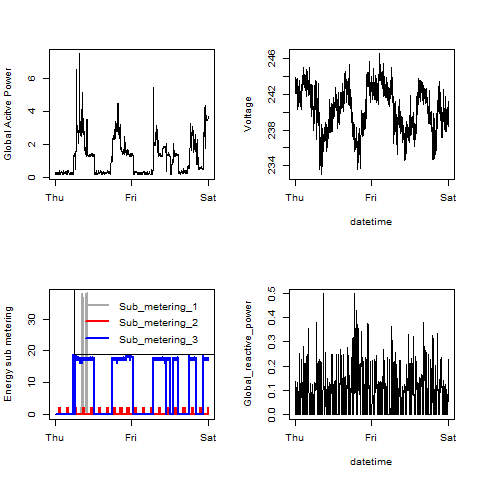 Global Acitve Power
0 2 4 6
Thu Fri Sat
Voltage
234 238 242 246
Thu Fri Sat
datetime
Energy sub metering
0 10 20 30
Sub_metering_1
Sub_metering_2
Sub_metering_3
Thu Fri Sat
Global_reactive_power
0.0 0.1 0.2 0.3 0.4 0.5
Thu Fri Sat
datetime